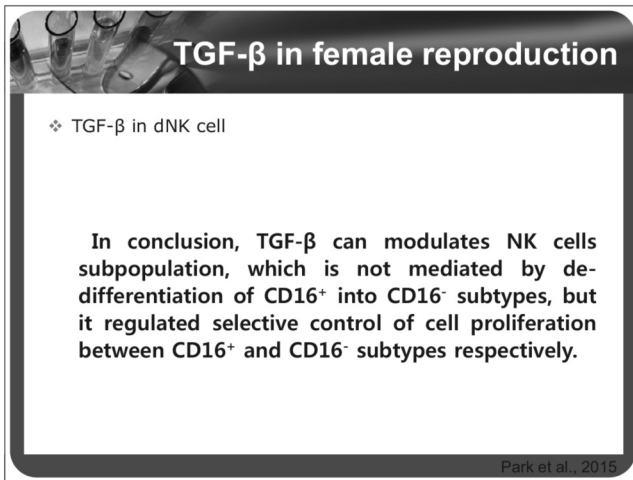 TGF-β in female reproduction
❖ TGF-β in dNK cell
In conclusion, TGF-β can modulates NK cells
subpopulation, which is not mediated by de-
differentiation of CD16⁺ into CD16⁻ subtypes, but
it regulated selective control of cell proliferation
between CD16⁺ and CD16⁻ subtypes respectively.
Park et al., 2015